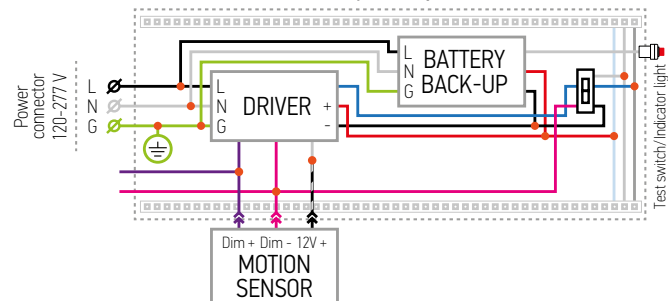 Power
connector
120-277 V
L
N
G
L
N
G
DRIVER
+
-
L
N
G
BATTERY
BACK-UP
Test switch/Indicator light
Dim + Dim - 12V +
MOTION
SENSOR